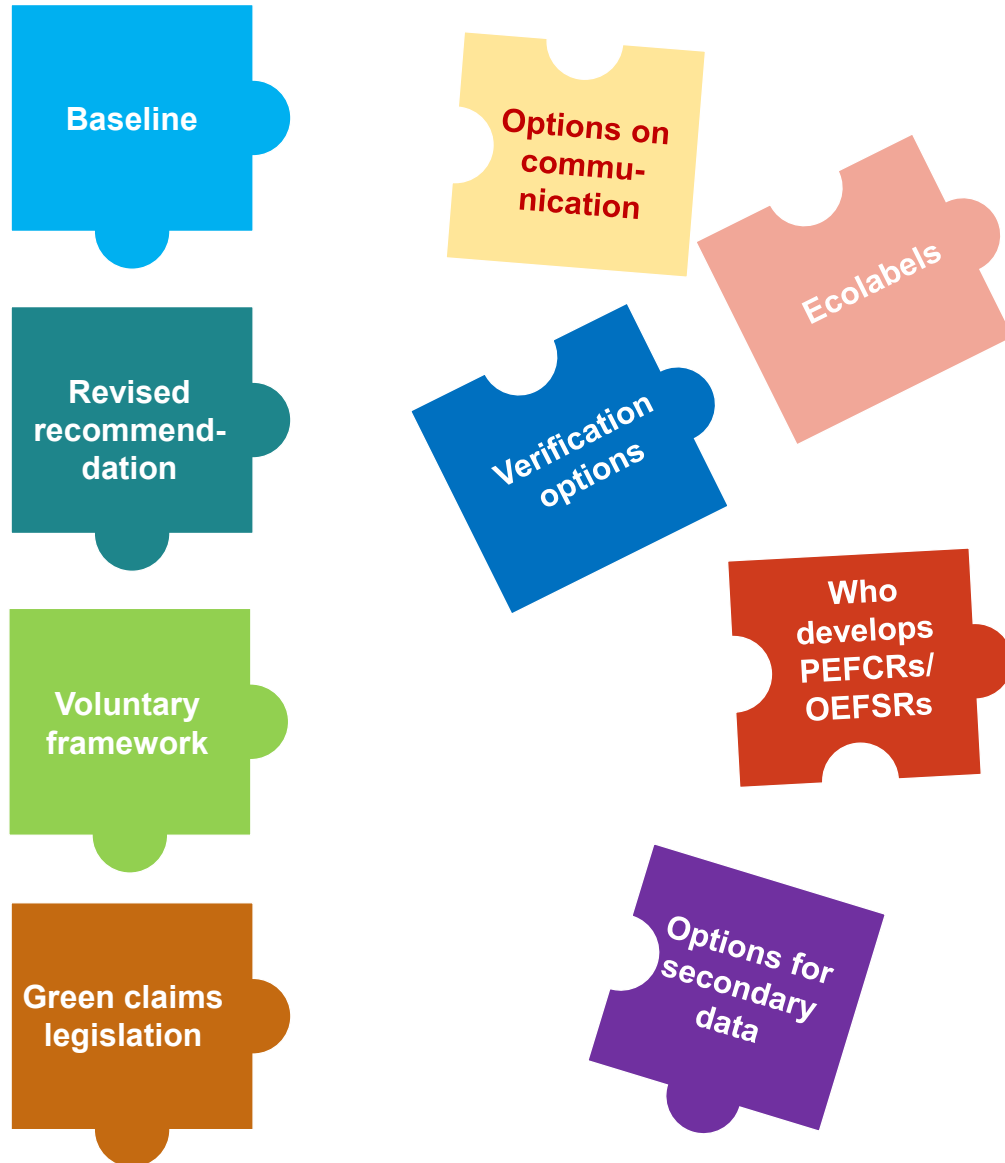 Baseline
Revised
recommend-
dation
Voluntary
framework
Green claims
legislation
Options on
commu-
nication
Ecolabels
Verification
options
Who
develops
PEFCRs/
OEFSRs
Options for
secondary
data